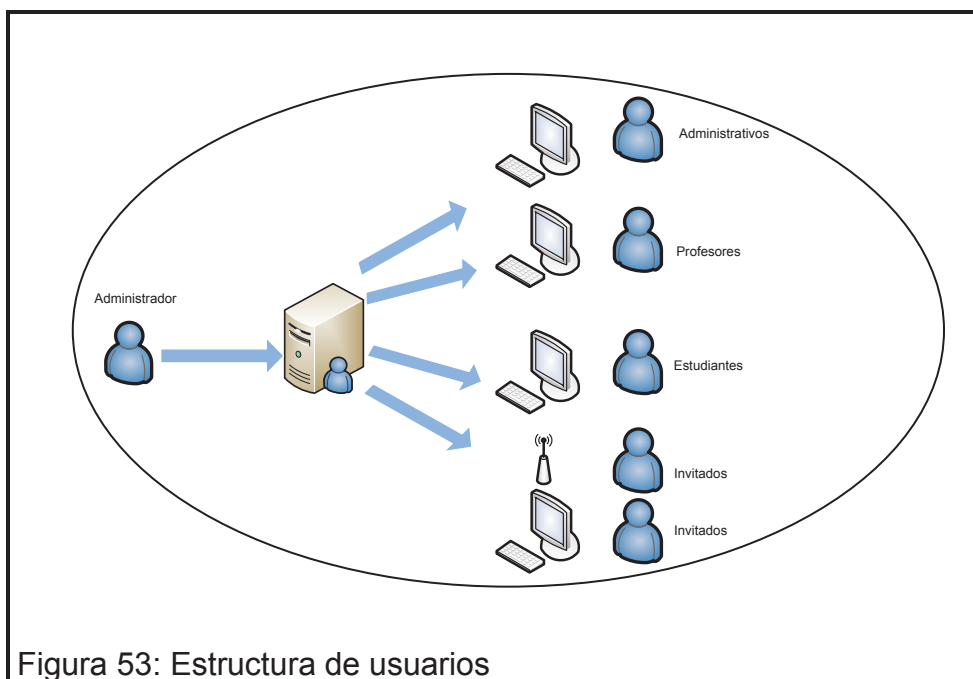 Administrativos
Profesores
Administrador
Estudiantes
Invitados
Invitados
Figura 53: Estructura de usuarios